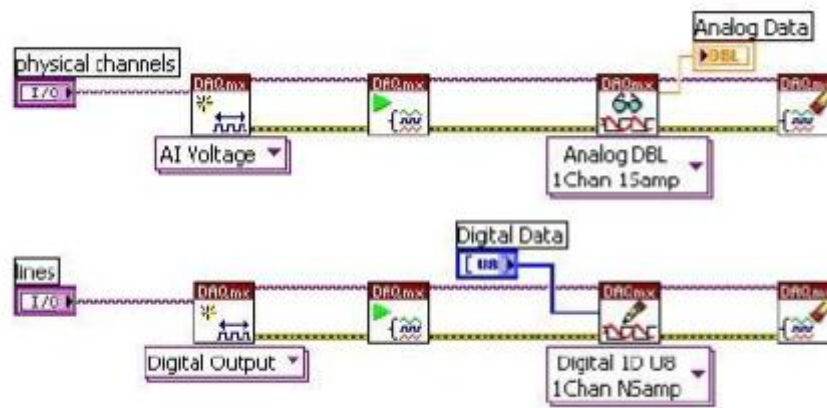 Analog Data
DBL
physical channels
I/O
DAQmx DAQmx DAQmx DAQmx
AI Voltage
Analog DBL
1Chan 1Samp
Digital Data
U8
lines
I/O
DAQmx DAQmx DAQmx DAQmx
Digital Output
Digital 1D U8
1Chan NSamp